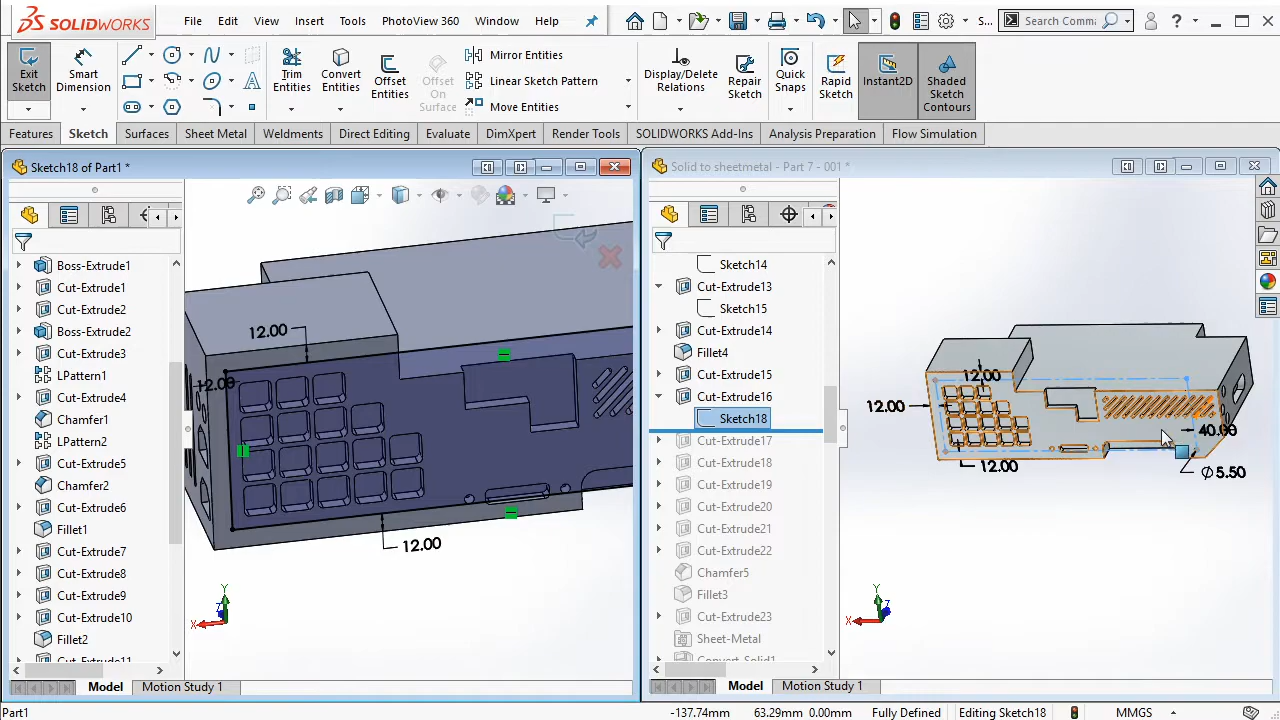 SOLIDWORKS
File Edit View Insert Tools PhotoView 360 Window Help
S...
Search Comma
Exit Sketch
Smart Dimension
Trim Entities
Convert Entities
Offset Entities
Offset On Surface
Mirror Entities
Linear Sketch Pattern
Move Entities
Display/Delete Relations
Repair Sketch
Quick Snaps
Rapid Sketch
Instant2D
Shaded Sketch Contours
Features Sketch Surfaces Sheet Metal Weldments Direct Editing Evaluate DimXpert Render Tools SOLIDWORKS Add-Ins Analysis Preparation Flow Simulation
Sketch18 of Part1 *
Boss-Extrude1
Cut-Extrude1
Cut-Extrude2
Boss-Extrude2
Cut-Extrude3
LPattern1
Cut-Extrude4
Chamfer1
LPattern2
Cut-Extrude5
Chamfer2
Cut-Extrude6
Fillet1
Cut-Extrude7
Cut-Extrude8
Cut-Extrude9
Cut-Extrude10
Fillet2
Cut-Extrude11
12.00
12.00
12.00
Y
Z
X
Model Motion Study 1
Solid to sheetmetal - Part 7 - 001 *
Sketch14
Cut-Extrude13
Sketch15
Cut-Extrude14
Fillet4
Cut-Extrude15
Cut-Extrude16
Sketch18
Cut-Extrude17
Cut-Extrude18
Cut-Extrude19
Cut-Extrude20
Cut-Extrude21
Cut-Extrude22
Chamfer5
Fillet3
Cut-Extrude23
Sheet-Metal
Convert-Solid1
12.00
12.00
40.00
12.00
Ø5.50
Y
Z
X
Model Motion Study 1
Part1
-137.74mm 63.29mm 0.00mm Fully Defined Editing Sketch18 MMGS